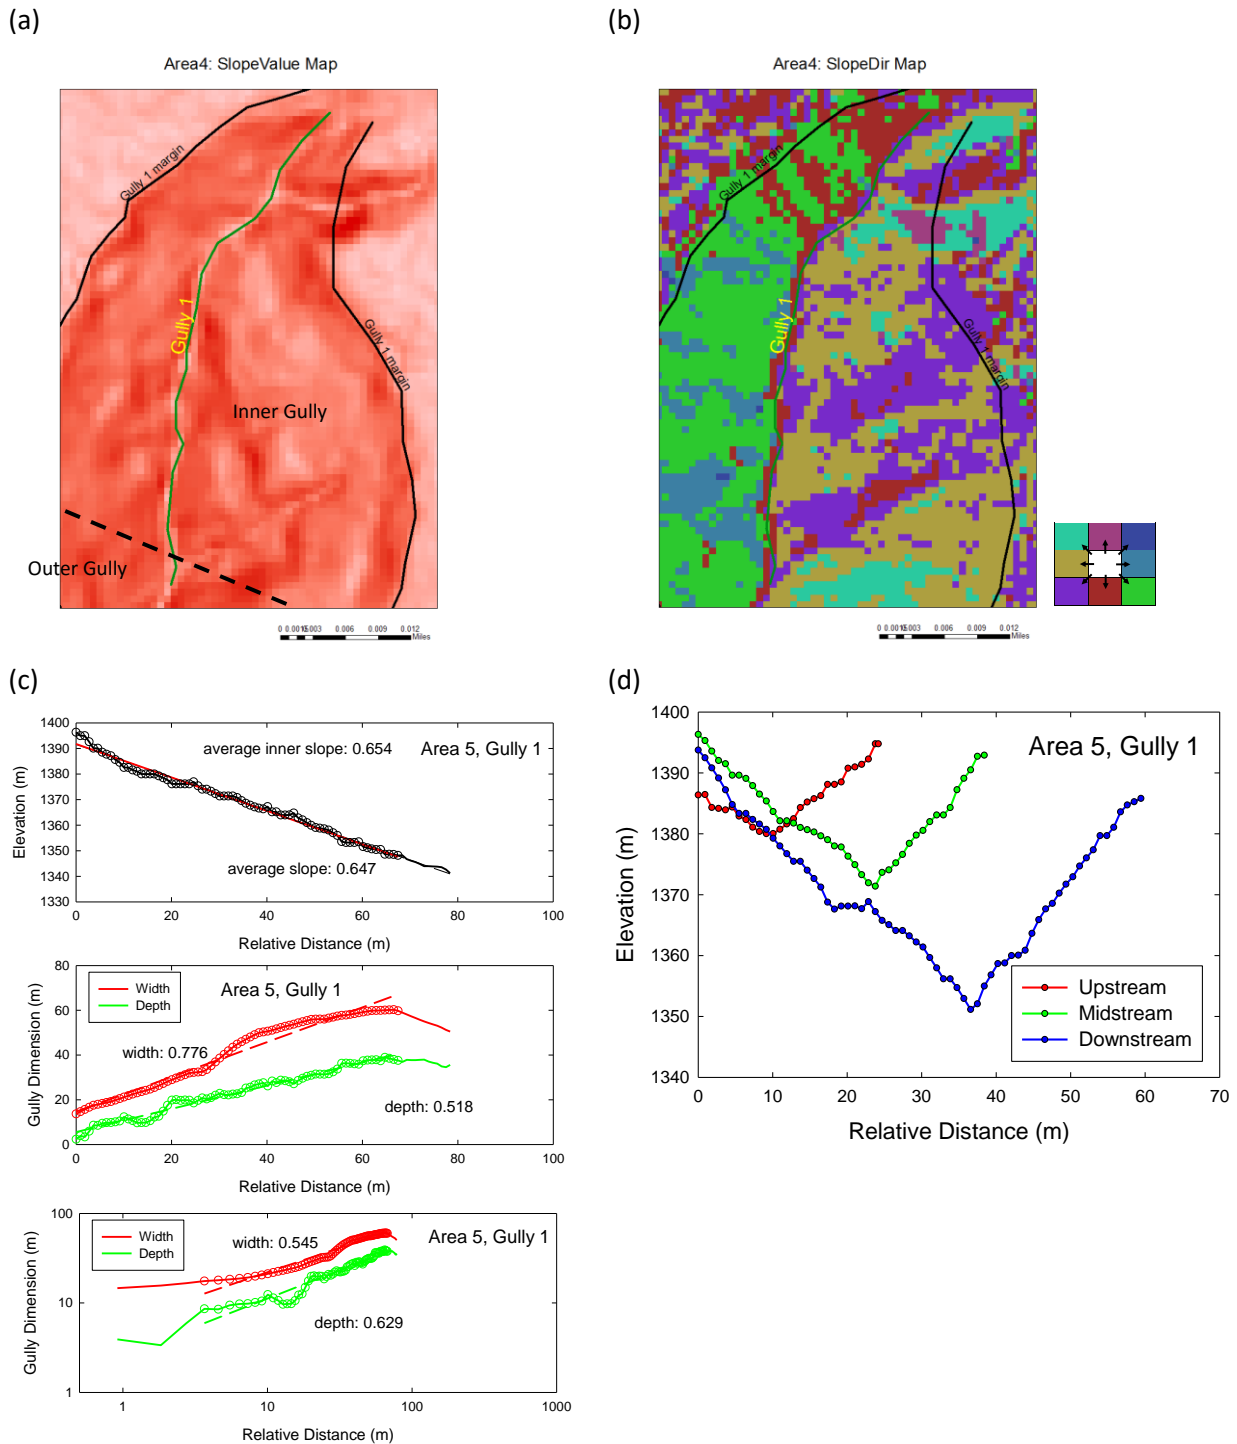 (a)
(b)
Area4: SlopeValue Map
Area4: SlopeDir Map
Gully 1 margin
Gully 1
Gully 1 margin
Inner Gully
Outer Gully
0.003 0.006 0.009 0.012
Miles
Gully 1 margin
Gully 1
Gully 1 margin
0.003 0.006 0.009 0.012
Miles
(c)
1400
1390
1380
1370
1360
1350
1340
1330
Elevation (m)
average inner slope: 0.654
Area 5, Gully 1
average slope: 0.647
0 20 40 60 80 100
Relative Distance (m)
80
60
40
20
0
Gully Dimension (m)
Width
Depth
Area 5, Gully 1
width: 0.776
depth: 0.518
0 20 40 60 80 100
Relative Distance (m)
100
10
1
Gully Dimension (m)
Width
Depth
width: 0.545
Area 5, Gully 1
depth: 0.629
1 10 100 1000
Relative Distance (m)
(d)
1400
1390
1380
1370
1360
1350
1340
Elevation (m)
Area 5, Gully 1
Upstream
Midstream
Downstream
0 10 20 30 40 50 60 70
Relative Distance (m)